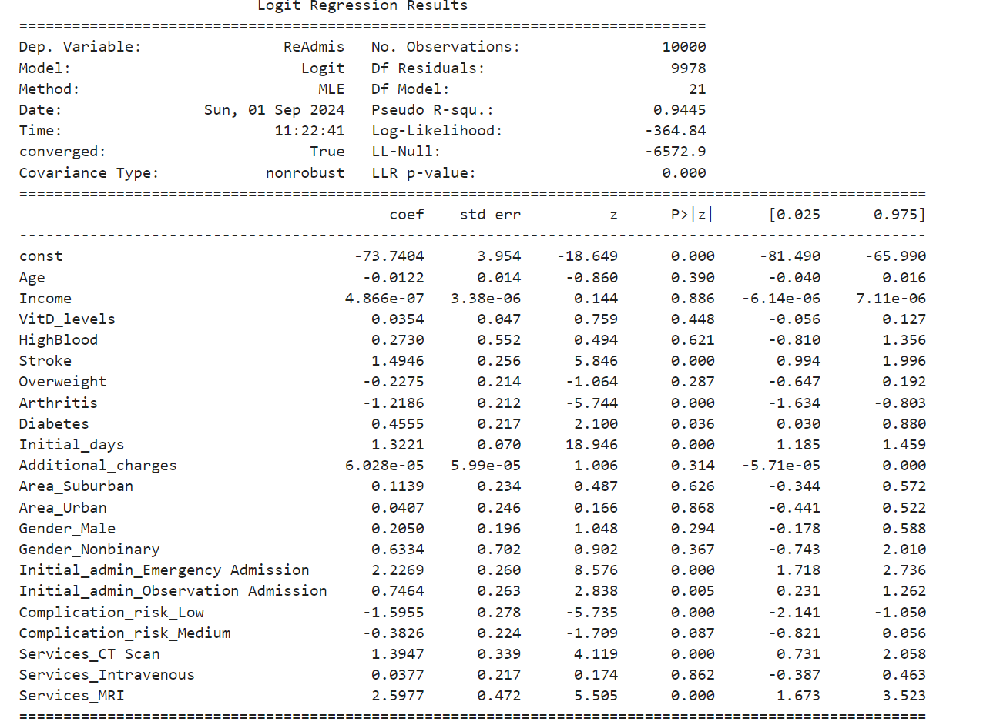 Logit Regression Results
==============================================================================
Dep. Variable: ReAdmis No. Observations: 10000
Model: Logit Df Residuals: 9978
Method: MLE Df Model: 21
Date: Sun, 01 Sep 2024 Pseudo R-squ.: 0.9445
Time: 11:22:41 Log-Likelihood: -364.84
converged: True LL-Null: -6572.9
Covariance Type: nonrobust LLR p-value: 0.000
=======================================================================================================
coef std err z P>|z| [0.025 0.975]
-------------------------------------------------------------------------------------------------------
const -73.7404 3.954 -18.649 0.000 -81.490 -65.990
Age -0.0122 0.014 -0.860 0.390 -0.040 0.016
Income 4.866e-07 3.38e-06 0.144 0.886 -6.14e-06 7.11e-06
VitD_levels 0.0354 0.047 0.759 0.448 -0.056 0.127
HighBlood 0.2730 0.552 0.494 0.621 -0.810 1.356
Stroke 1.4946 0.256 5.846 0.000 0.994 1.996
Overweight -0.2275 0.214 -1.064 0.287 -0.647 0.192
Arthritis -1.2186 0.212 -5.744 0.000 -1.634 -0.803
Diabetes 0.4555 0.217 2.100 0.036 0.030 0.880
Initial_days 1.3221 0.070 18.946 0.000 1.185 1.459
Additional_charges 6.028e-05 5.99e-05 1.006 0.314 -5.71e-05 0.000
Area_Suburban 0.1139 0.234 0.487 0.626 -0.344 0.572
Area_Urban 0.0407 0.246 0.166 0.868 -0.441 0.522
Gender_Male 0.2050 0.196 1.048 0.294 -0.178 0.588
Gender_Nonbinary 0.6334 0.702 0.902 0.367 -0.743 2.010
Initial_admin_Emergency Admission 2.2269 0.260 8.576 0.000 1.718 2.736
Initial_admin_Observation Admission 0.7464 0.263 2.838 0.005 0.231 1.262
Complication_risk_Low -1.5955 0.278 -5.735 0.000 -2.141 -1.050
Complication_risk_Medium -0.3826 0.224 -1.709 0.087 -0.821 0.056
Services_CT Scan 1.3947 0.339 4.119 0.000 0.731 2.058
Services_Intravenous 0.0377 0.217 0.174 0.862 -0.387 0.463
Services_MRI 2.5977 0.472 5.505 0.000 1.673 3.523
=======================================================================================================